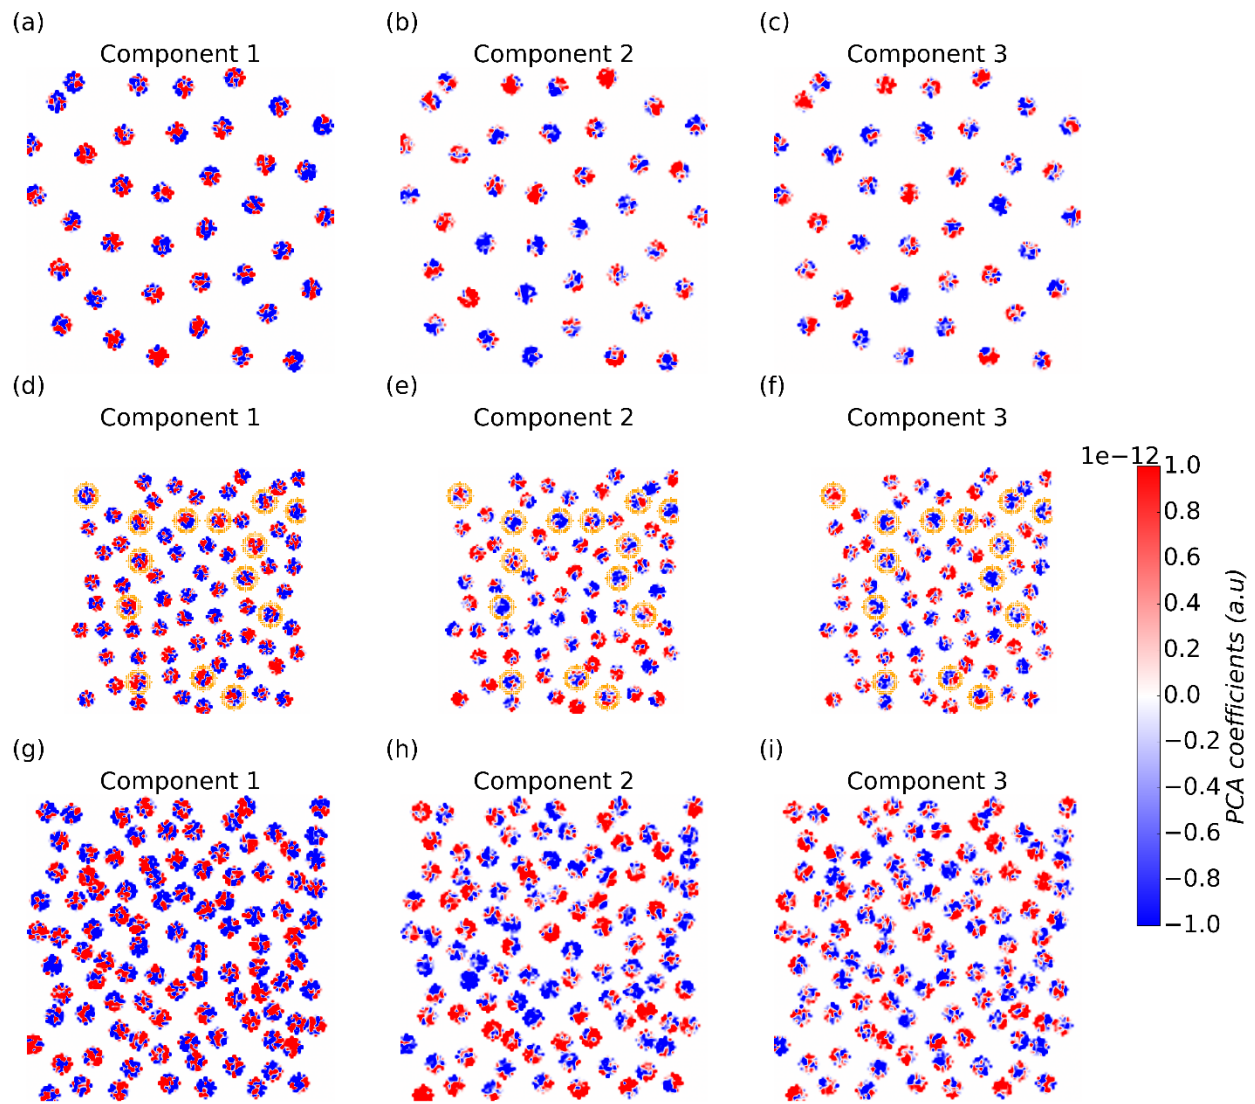 (a)
Component 1
(b)
Component 2
(c)
Component 3
(d)
Component 1
(e)
Component 2
(f)
Component 3
1e−12
1.0
0.8
0.6
0.4
0.2
0.0
−0.2
−0.4
−0.6
−0.8
−1.0
PCA coefficients (a.u)
(g)
Component 1
(h)
Component 2
(i)
Component 3